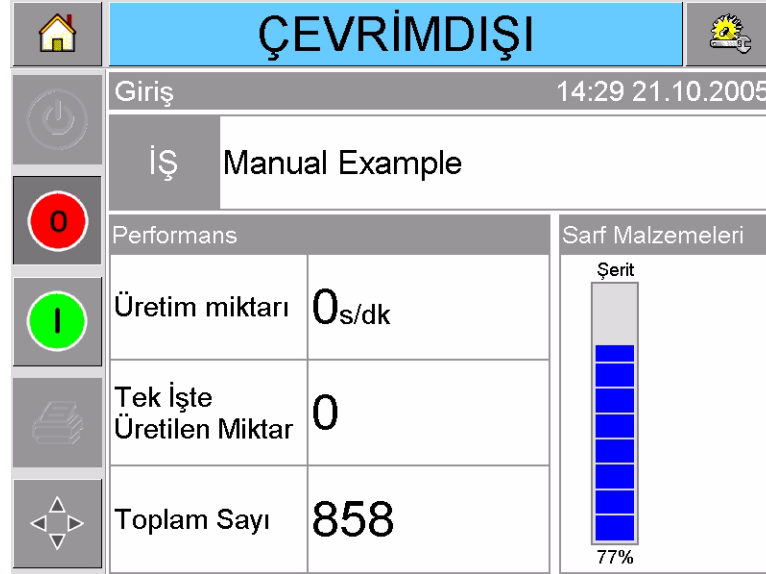 ÇEVRİMDIŞI
Giriş 14:29 21.10.2005
İŞ Manual Example
0
Performans
Sarf Malzemeleri
Şerit
Üretim miktarı 0s/dk
I
Tek İşte
Üretilen Miktar 0
Toplam Sayı 858
77%